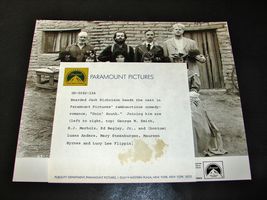 PARAMOUNT PICTURES
Bearded Jack Nicholson heads the cast in
Paramount Pictures' rambunctious comedy-
romance, "Goin' South." Joining him are
(left to right, top: George W. Smith,
R.J. Morhols, Ed Begley, Jr. and (bottom)
Luana Anders, Mary Steenburgen, Maureen
Byrnes and Lucy Lee Flippin.